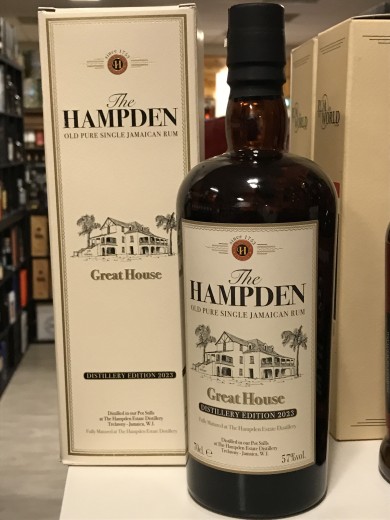 SINCE 1753
H
The
HAMPDEN
OLD PURE SINGLE JAMAICAN RUM
Great House
DISTILLERY EDITION 2023
Distilled in our Pot Stills
at The Hampden Estate Distillery
Trelawny - Jamaica, W.I.
Fully Matured at The Hampden Estate Distillery
SINCE 1753
H
The
HAMPDEN
OLD PURE SINGLE JAMAICAN RUM
Great House
DISTILLERY EDITION 2023
Fully Matured at The Hampden Estate Distillery
Distilled in our Pot Stills
at The Hampden Estate Distillery
Trelawny - Jamaica, W.I.
70cl. 57%vol.
WORLD